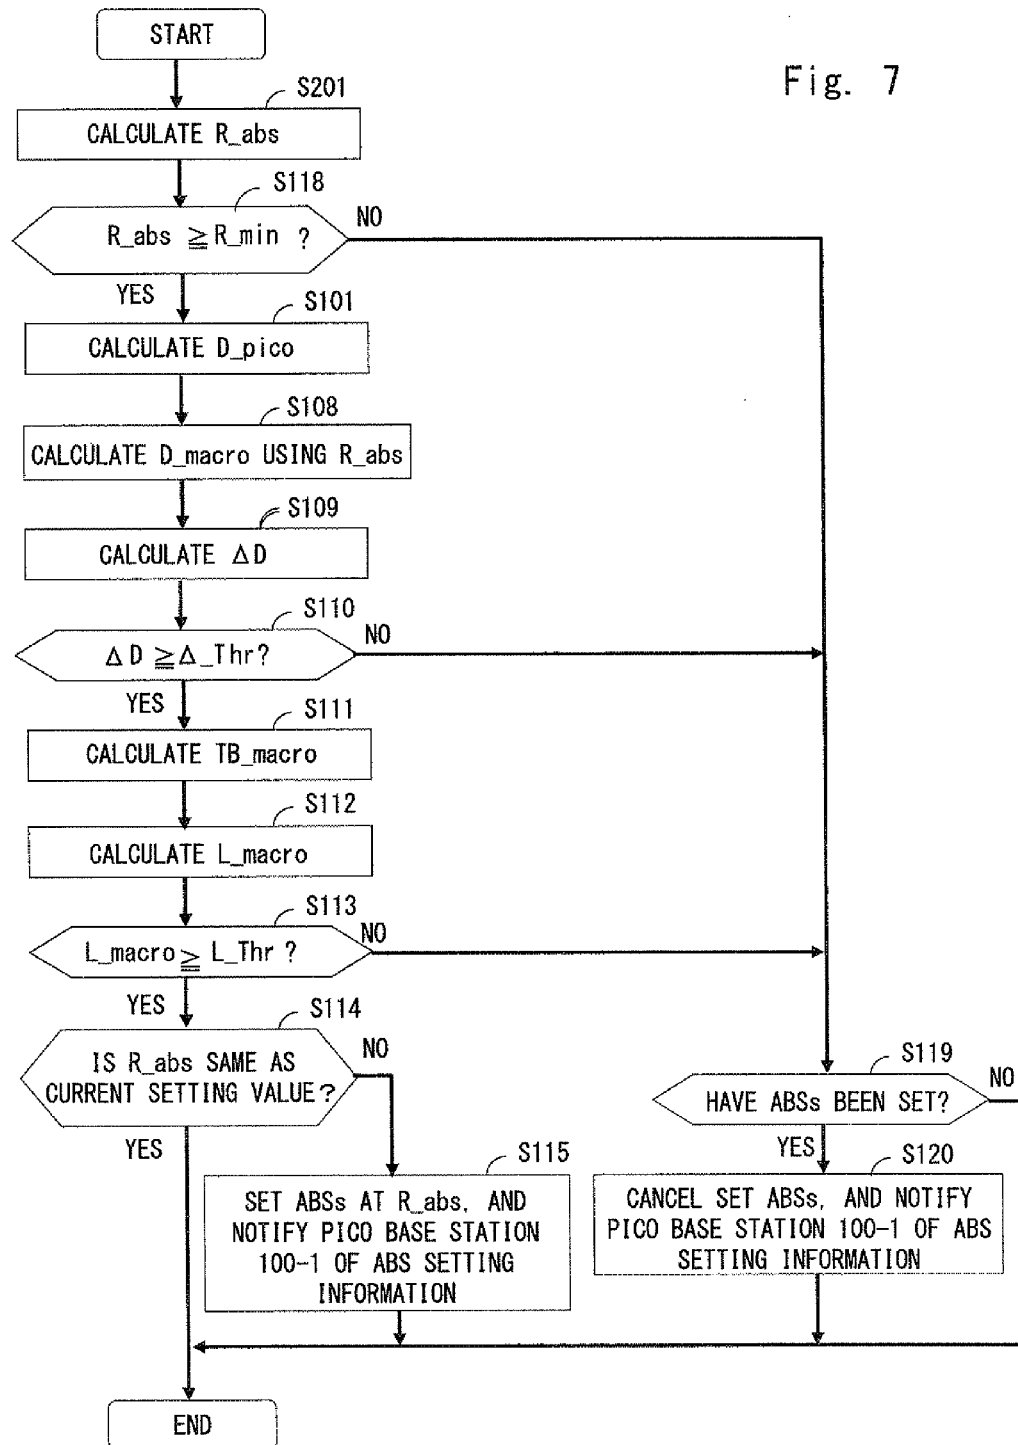 START
Fig. 7
S201
CALCULATE R_abs
S118
R_abs ≧ R_min ?
NO
YES
S101
CALCULATE D_pico
S108
CALCULATE D_macro USING R_abs
S109
CALCULATE ΔD
S110
ΔD ≧ Δ_Thr?
NO
YES
S111
CALCULATE TB_macro
S112
CALCULATE L_macro
S113
L_macro ≧ L_Thr ?
NO
YES
S114
IS R_abs SAME AS
CURRENT SETTING VALUE?
NO
YES
S119
HAVE ABSs BEEN SET?
NO
YES
S115
SET ABSs AT R_abs, AND
NOTIFY PICO BASE STATION
100-1 OF ABS SETTING
INFORMATION
S120
CANCEL SET ABSs, AND NOTIFY
PICO BASE STATION 100-1 OF ABS
SETTING INFORMATION
END